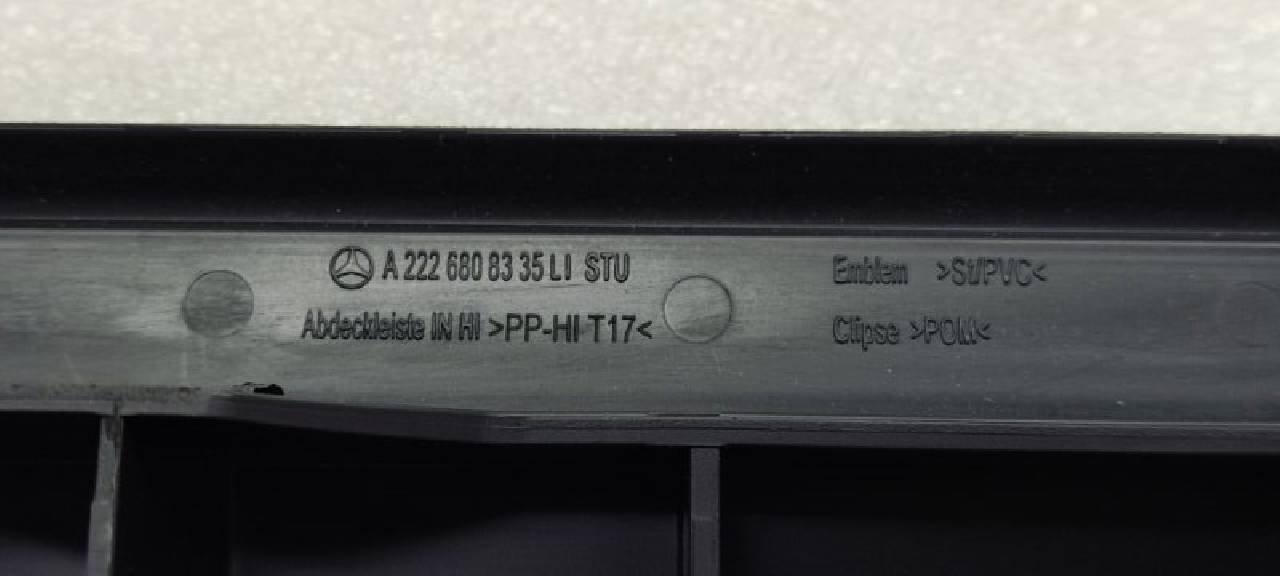 A 222 680 83 35 LI STU
Abdeckleiste IN HI >PP-HI T17<
Emblem >St/PVC<
Clipse >POM<